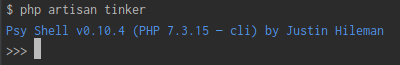 $ php artisan tinker
Psy Shell v0.10.4 (PHP 7.3.15 — cli) by Justin Hileman
>>>